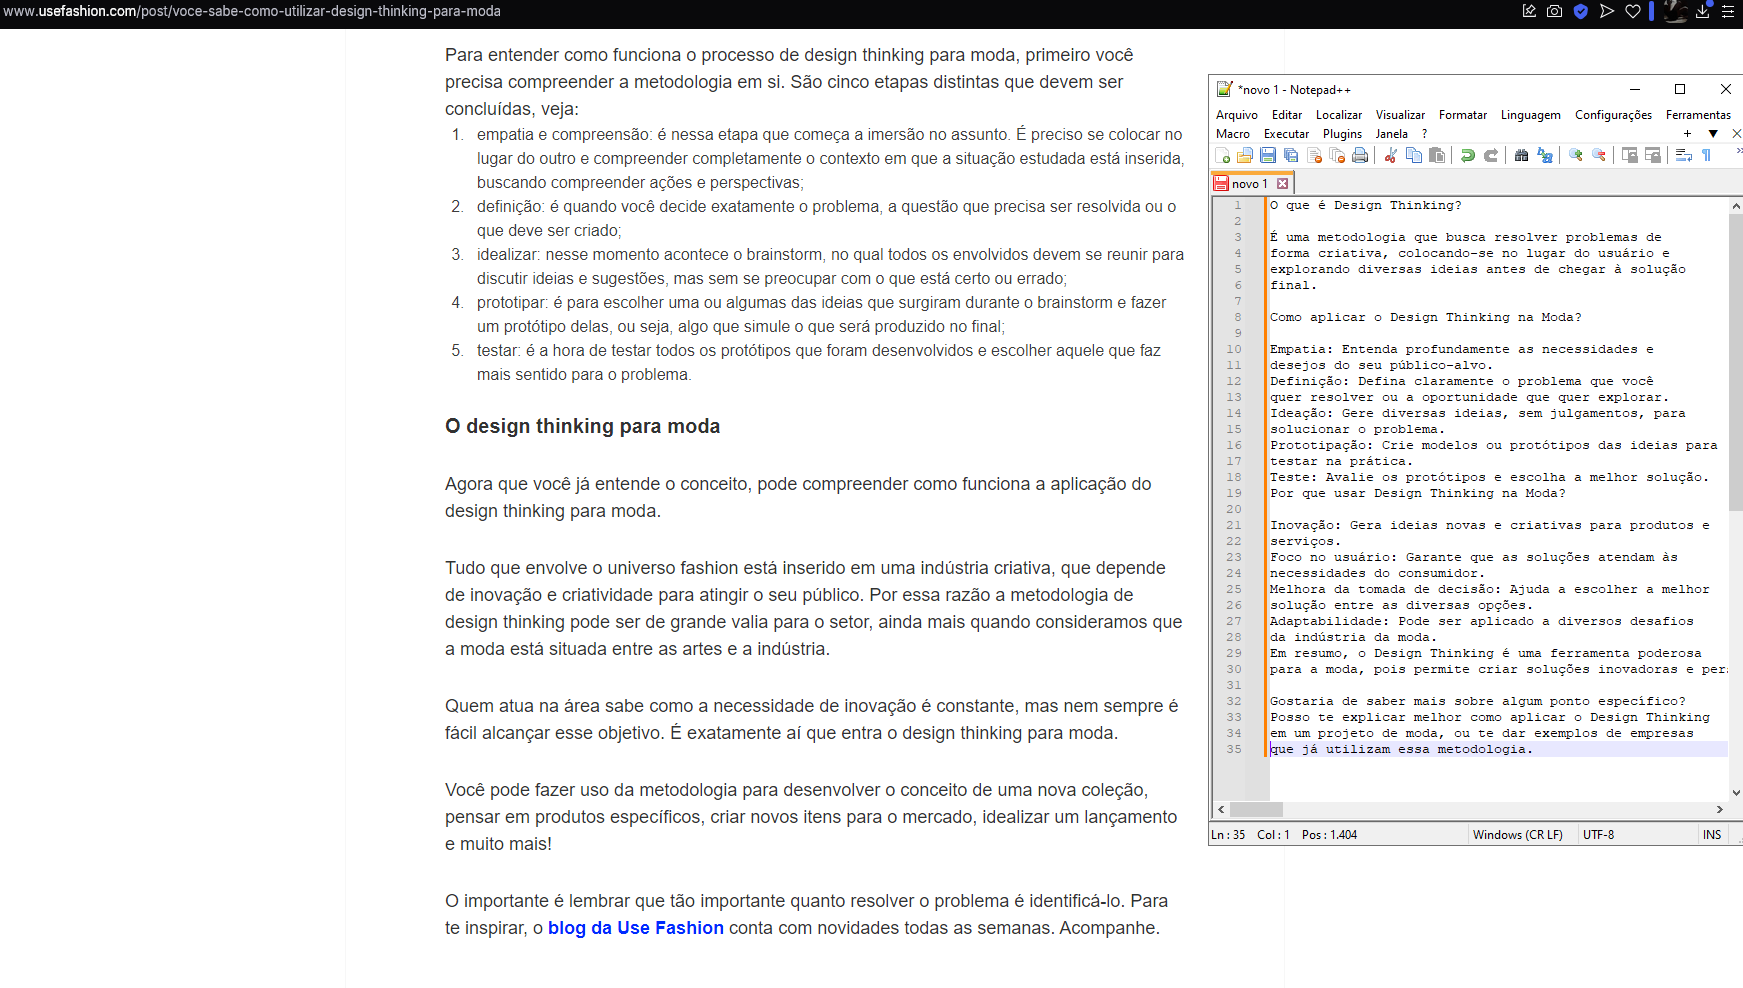 www.usefashion.com/post/voce-sabe-como-utilizar-design-thinking-para-moda
Para entender como funciona o processo de design thinking para moda, primeiro você
precisa compreender a metodologia em si. São cinco etapas distintas que devem ser
concluídas, veja:
1. empatia e compreensão: é nessa etapa que começa a imersão no assunto. É preciso se colocar no
lugar do outro e compreender completamente o contexto em que a situação estudada está inserida,
buscando compreender ações e perspectivas;
2. definição: é quando você decide exatamente o problema, a questão que precisa ser resolvida ou o
que deve ser criado;
3. idealizar: nesse momento acontece o brainstorm, no qual todos os envolvidos devem se reunir para
discutir ideias e sugestões, mas sem se preocupar com o que está certo ou errado;
4. prototipar: é para escolher uma ou algumas das ideias que surgiram durante o brainstorm e fazer
um protótipo delas, ou seja, algo que simule o que será produzido no final;
5. testar: é a hora de testar todos os protótipos que foram desenvolvidos e escolher aquele que faz
mais sentido para o problema.
O design thinking para moda
Agora que você já entende o conceito, pode compreender como funciona a aplicação do
design thinking para moda.
Tudo que envolve o universo fashion está inserido em uma indústria criativa, que depende
de inovação e criatividade para atingir o seu público. Por essa razão a metodologia de
design thinking pode ser de grande valia para o setor, ainda mais quando consideramos que
a moda está situada entre as artes e a indústria.
Quem atua na área sabe como a necessidade de inovação é constante, mas nem sempre é
fácil alcançar esse objetivo. É exatamente aí que entra o design thinking para moda.
Você pode fazer uso da metodologia para desenvolver o conceito de uma nova coleção,
pensar em produtos específicos, criar novos itens para o mercado, idealizar um lançamento
e muito mais!
O importante é lembrar que tão importante quanto resolver o problema é identificá-lo. Para
te inspirar, o blog da Use Fashion conta com novidades todas as semanas. Acompanhe.
*novo 1 - Notepad++
Arquivo Editar Localizar Visualizar Formatar Linguagem Configurações Ferramentas
Macro Executar Plugins Janela ?
novo 1
1 O que é Design Thinking?
2
3 É uma metodologia que busca resolver problemas de
4 forma criativa, colocando-se no lugar do usuário e
5 explorando diversas ideias antes de chegar à solução
6 final.
7
8 Como aplicar o Design Thinking na Moda?
9
10 Empatia: Entenda profundamente as necessidades e
11 desejos do seu público-alvo.
12 Definição: Defina claramente o problema que você
13 quer resolver ou a oportunidade que quer explorar.
14 Ideação: Gere diversas ideias, sem julgamentos, para
15 solucionar o problema.
16 Prototipação: Crie modelos ou protótipos das ideias para
17 testar na prática.
18 Teste: Avalie os protótipos e escolha a melhor solução.
19 Por que usar Design Thinking na Moda?
20
21 Inovação: Gera ideias novas e criativas para produtos e
22 serviços.
23 Foco no usuário: Garante que as soluções atendam às
24 necessidades do consumidor.
25 Melhora da tomada de decisão: Ajuda a escolher a melhor
26 solução entre as diversas opções.
27 Adaptabilidade: Pode ser aplicado a diversos desafios
28 da indústria da moda.
29 Em resumo, o Design Thinking é uma ferramenta poderosa
30 para a moda, pois permite criar soluções inovadoras e per
31
32 Gostaria de saber mais sobre algum ponto específico?
33 Posso te explicar melhor como aplicar o Design Thinking
34 em um projeto de moda, ou te dar exemplos de empresas
35 que já utilizam essa metodologia.
Ln : 35 Col : 1 Pos : 1.404 Windows (CR LF) UTF-8 INS